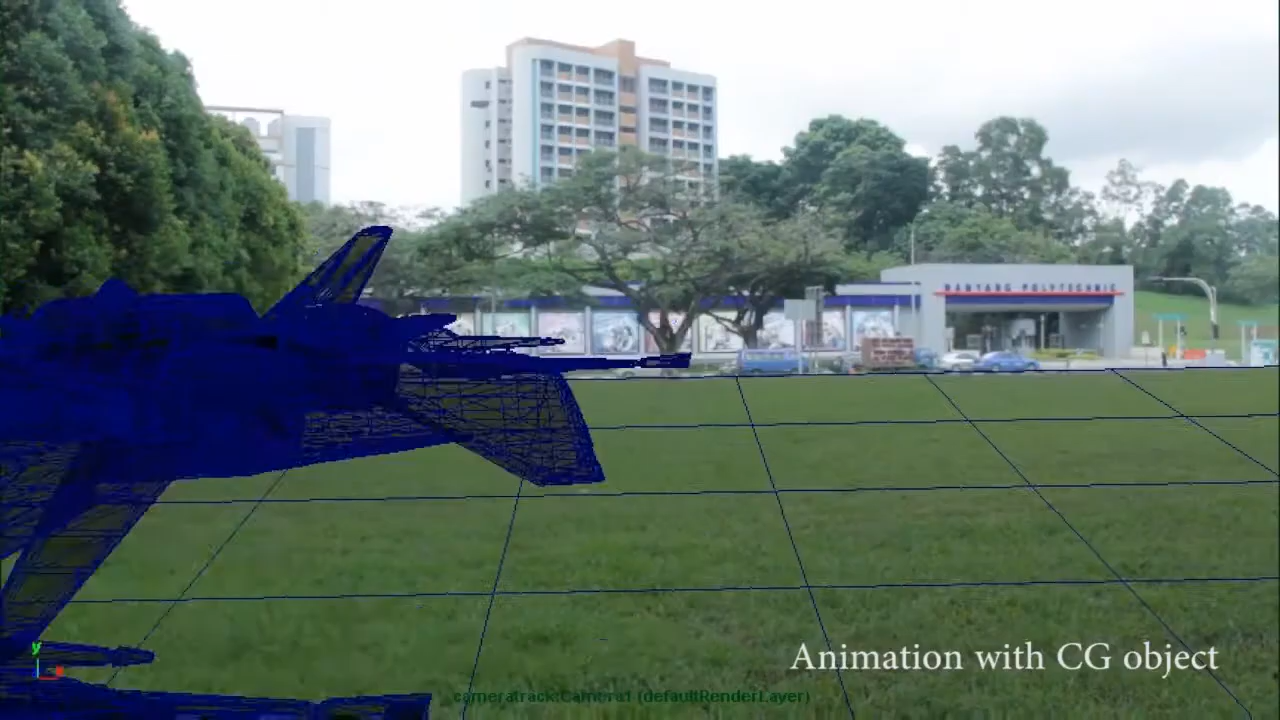 NANYANG POLYTECHNIC
Animation with CG object
cameratrack:Camera1 (defaultRenderLayer)
y